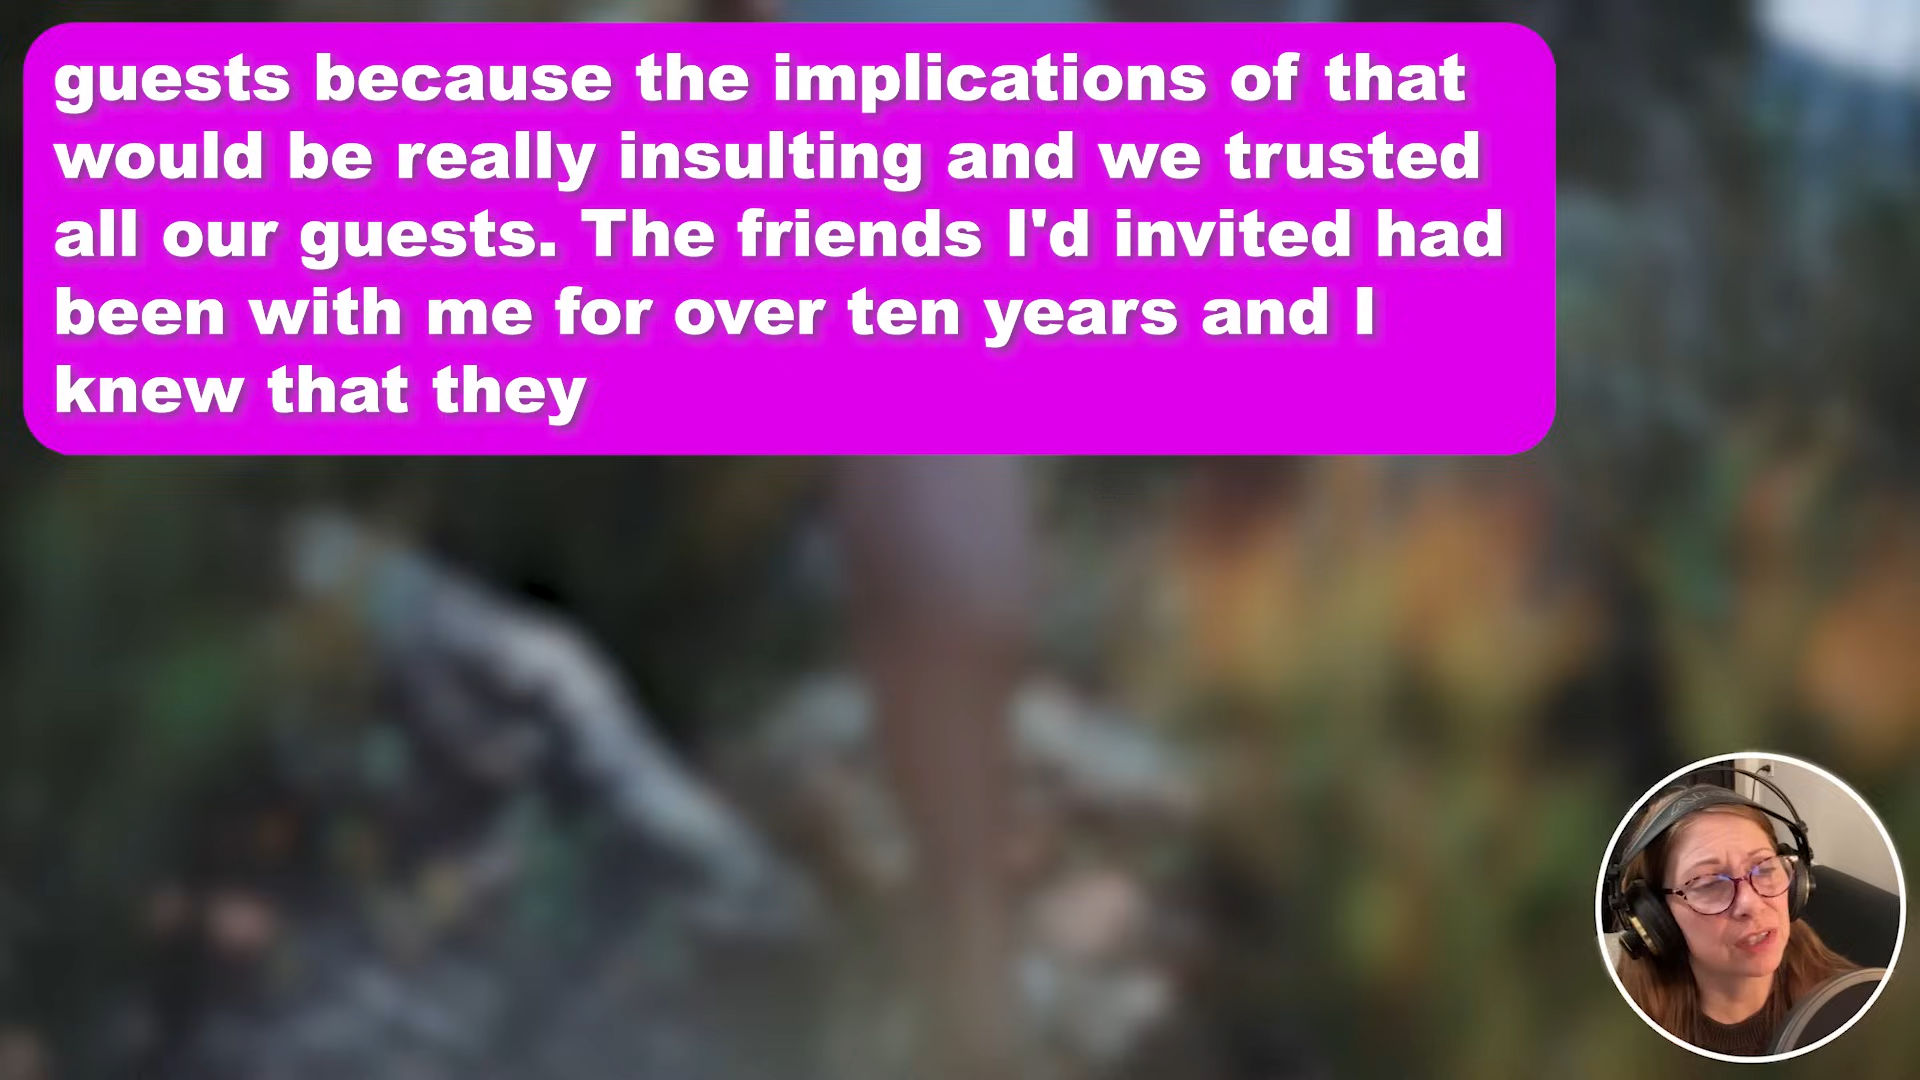 guests because the implications of that
would be really insulting and we trusted
all our guests. The friends I'd invited had
been with me for over ten years and I
knew that they